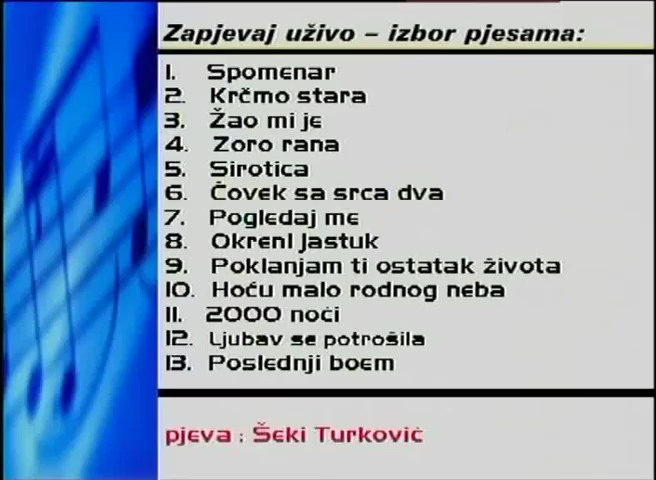 Zapjevaj uživo – izbor pjesama:
1. Spomenar
2. Krčmo stara
3. Žao mi je
4. Zoro rana
5. Sirotica
6. Čovek sa srca dva
7. Pogledaj me
8. Okreni jastuk
9. Poklanjam ti ostatak života
10. Hoću malo rodnog neba
11. 2000 noći
12. Ljubav se potrošila
13. Poslednji boem
pjeva : Šeki Turković